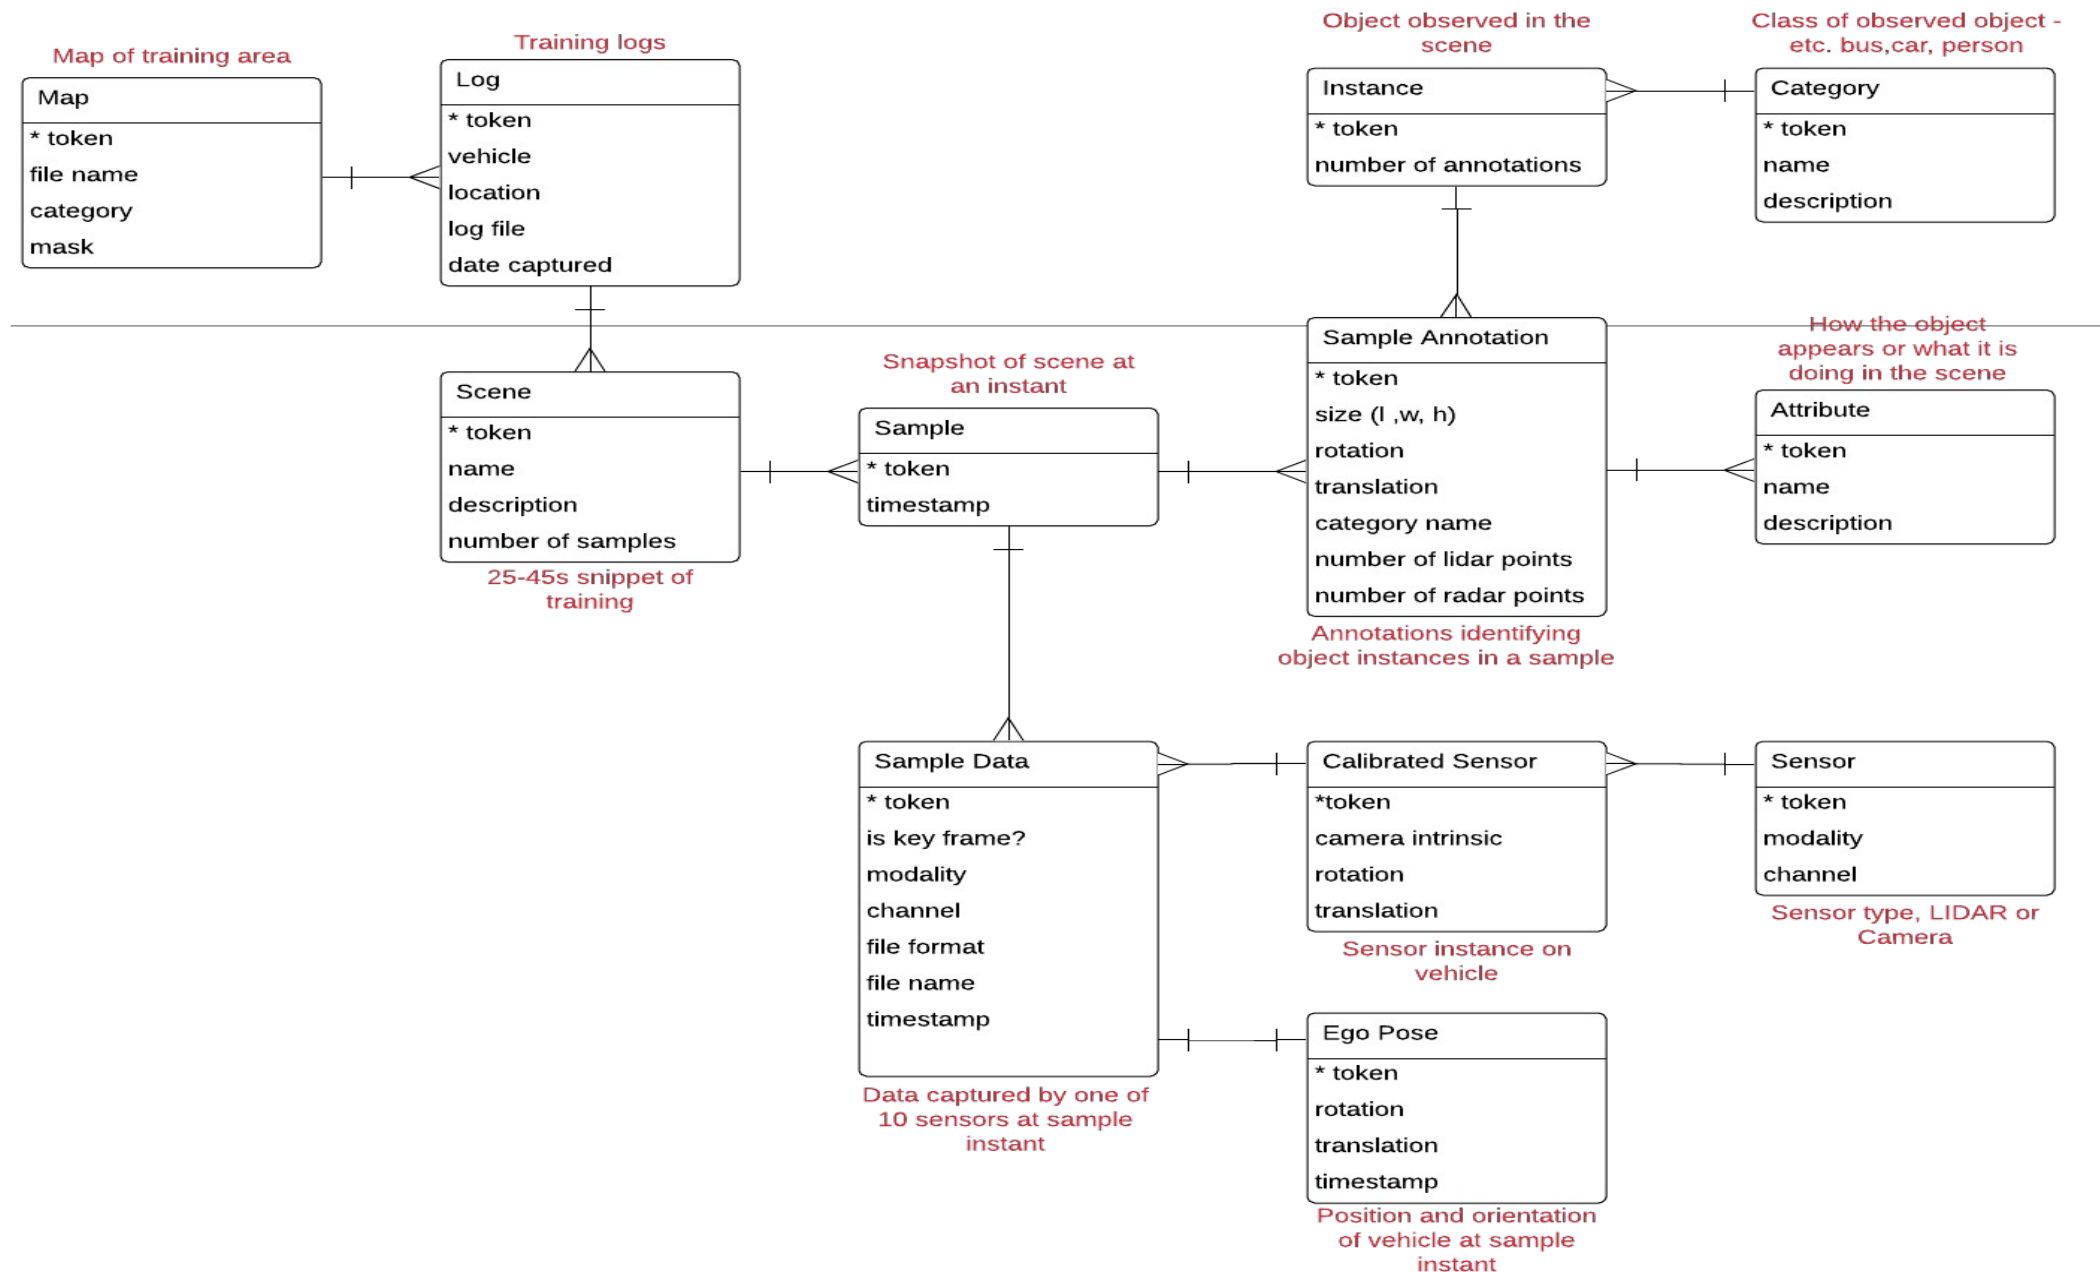 Map of training area
Map
* token
file name
category
mask
Training logs
Log
* token
vehicle
location
log file
date captured
Object observed in the
scene
Instance
* token
number of annotations
Class of observed object -
etc. bus,car, person
Category
* token
name
description
Scene
* token
name
description
number of samples
25-45s snippet of
training
Snapshot of scene at
an instant
Sample
* token
timestamp
Sample Annotation
* token
size (l ,w, h)
rotation
translation
category name
number of lidar points
number of radar points
Annotations identifying
object instances in a sample
How the object
appears or what it is
doing in the scene
Attribute
* token
name
description
Sample Data
* token
is key frame?
modality
channel
file format
file name
timestamp
Data captured by one of
10 sensors at sample
instant
Calibrated Sensor
*token
camera intrinsic
rotation
translation
Sensor instance on
vehicle
Sensor
* token
modality
channel
Sensor type, LIDAR or
Camera
Ego Pose
* token
rotation
translation
timestamp
Position and orientation
of vehicle at sample
instant